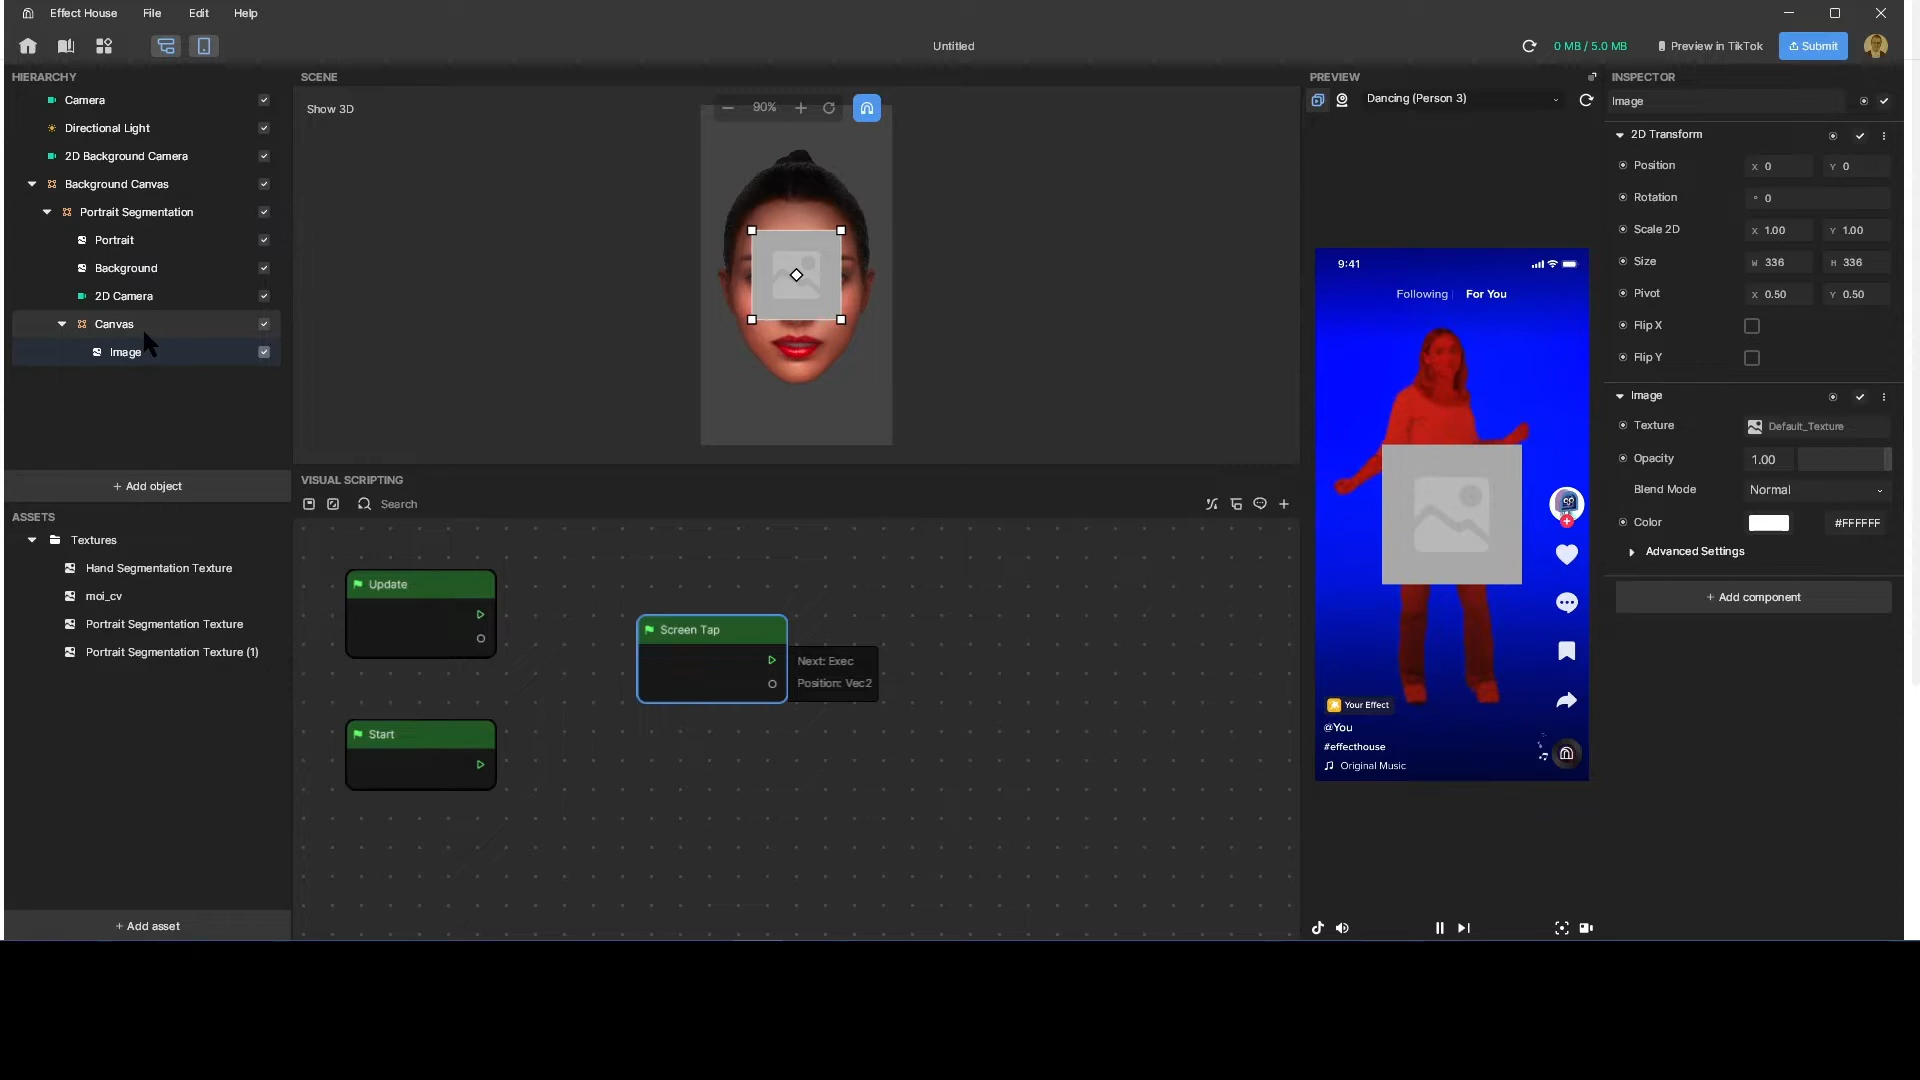 Effect House File Edit Help
Untitled
0 MB / 5.0 MB
Preview in TikTok
Submit
HIERARCHY
Camera
Directional Light
2D Background Camera
Background Canvas
Portrait Segmentation
Portrait
Background
2D Camera
Canvas
Image
+ Add object
ASSETS
Textures
Hand Segmentation Texture
moi_cv
Portrait Segmentation Texture
Portrait Segmentation Texture (1)
+ Add asset
SCENE
Show 3D
90%
VISUAL SCRIPTING
Search
Update
Start
Screen Tap
Next: Exec
Position: Vec2
PREVIEW
Dancing (Person 3)
9:41
Following For You
Your Effect
@You
#effecthouse
Original Music
INSPECTOR
Image
2D Transform
Position X 0 Y 0
Rotation ° 0
Scale 2D X 1.00 Y 1.00
Size W 336 H 336
Pivot X 0.50 Y 0.50
Flip X
Flip Y
Image
Texture Default_Texture
Opacity 1.00
Blend Mode Normal
Color #FFFFFF
Advanced Settings
+ Add component